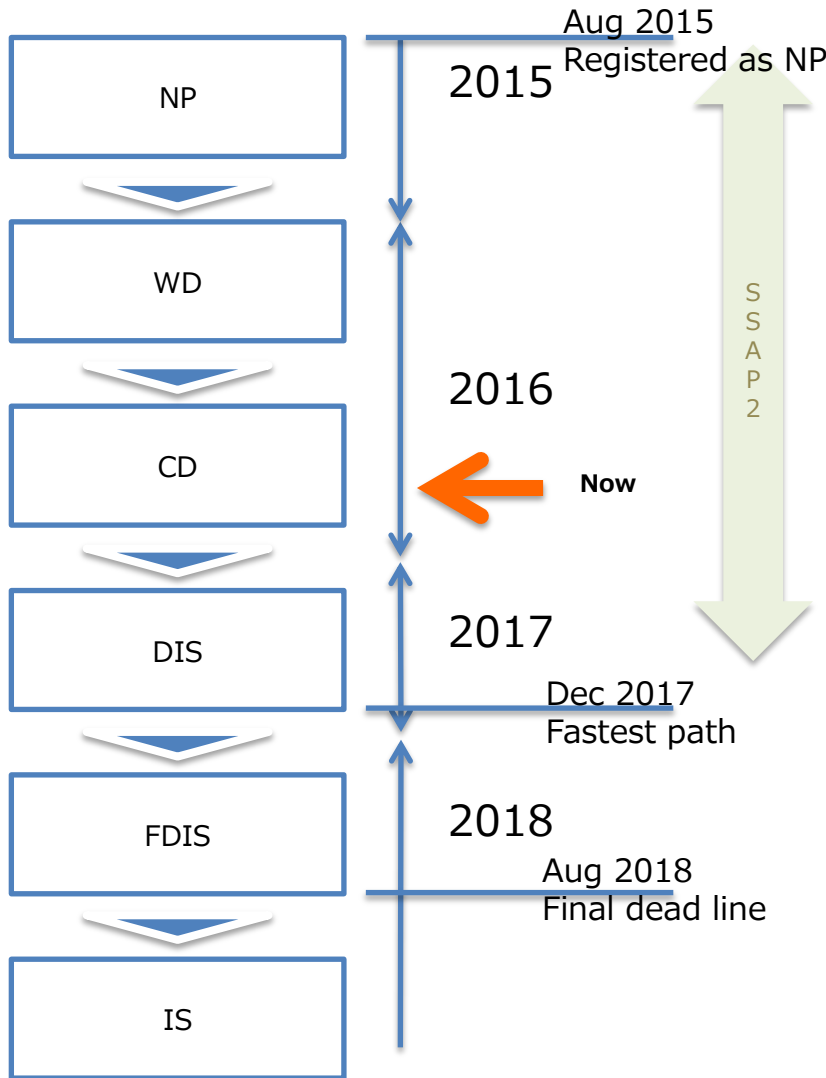 Aug 2015
Registered as NP
2015
NP
WD
SSAP2
2016
CD
Now
DIS
2017
Dec 2017
Fastest path
FDIS
2018
Aug 2018
Final dead line
IS